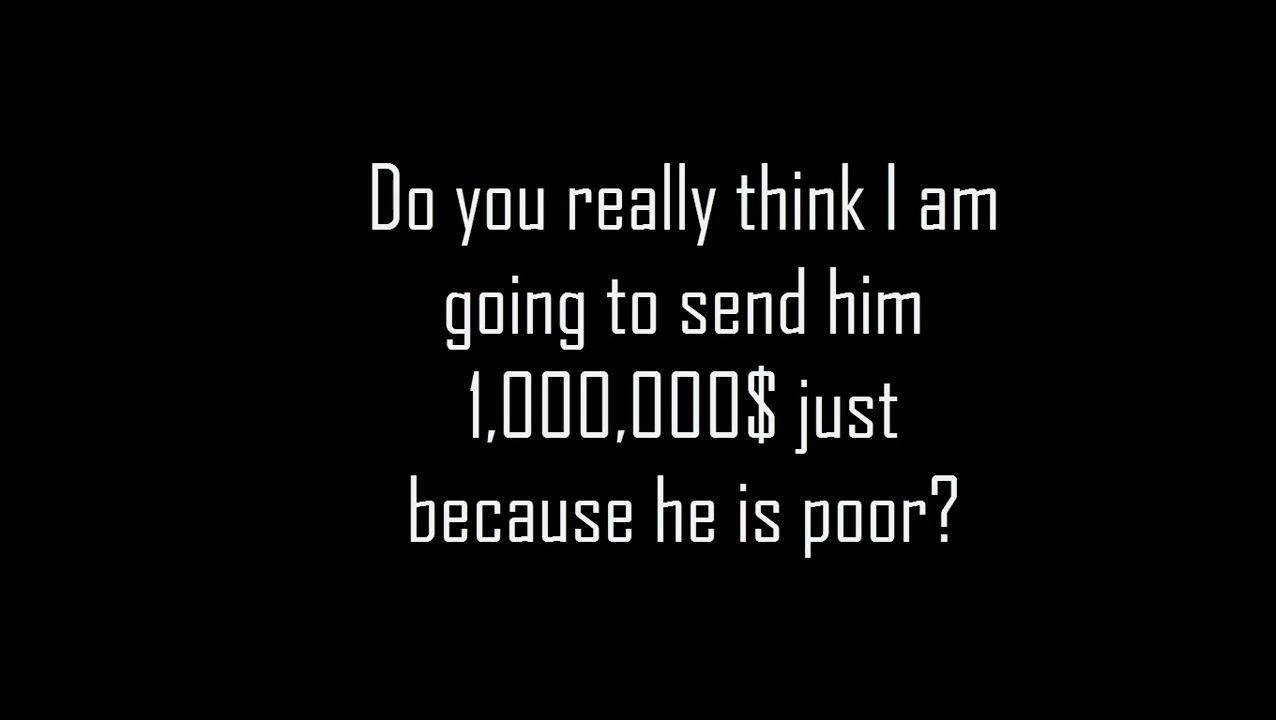 Do you really think I am
going to send him
1,000,000$ just
because he is poor?